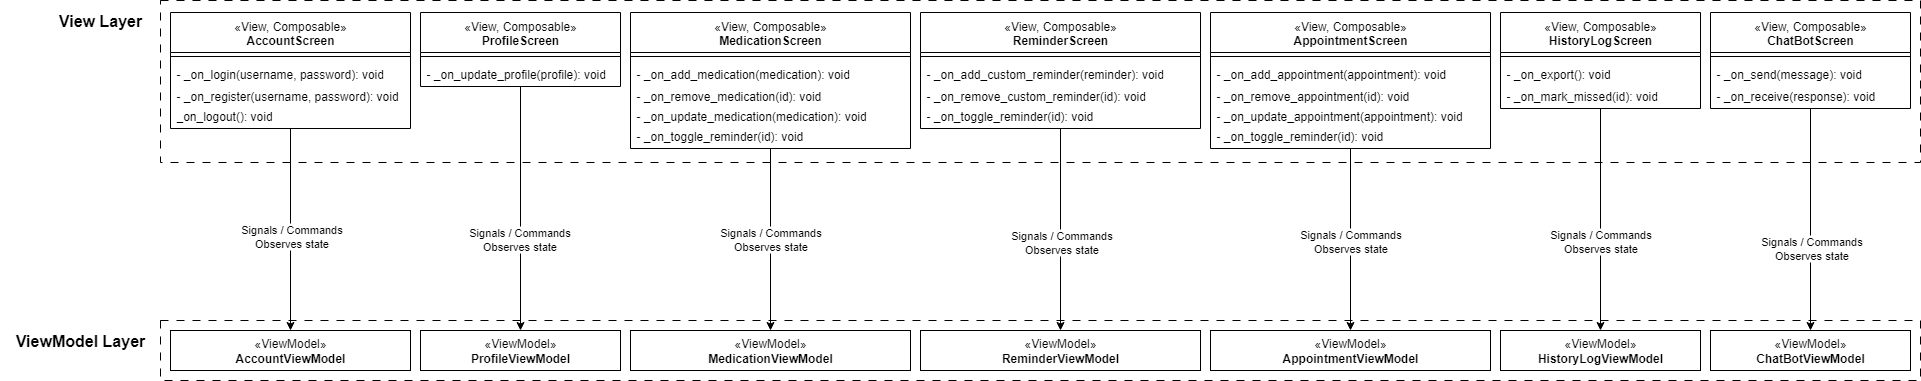 View Layer
«View, Composable»
AccountScreen
- _on_login(username, password): void
- _on_register(username, password): void
_on_logout(): void
«View, Composable»
ProfileScreen
- _on_update_profile(profile): void
«View, Composable»
MedicationScreen
- _on_add_medication(medication): void
- _on_remove_medication(id): void
- _on_update_medication(medication): void
- _on_toggle_reminder(id): void
«View, Composable»
ReminderScreen
- _on_add_custom_reminder(reminder): void
- _on_remove_custom_reminder(id): void
- _on_toggle_reminder(id): void
«View, Composable»
AppointmentScreen
- _on_add_appointment(appointment): void
- _on_remove_appointment(id): void
- _on_update_appointment(appointment): void
- _on_toggle_reminder(id): void
«View, Composable»
HistoryLogScreen
- _on_export(): void
- _on_mark_missed(id): void
«View, Composable»
ChatBotScreen
- _on_send(message): void
- _on_receive(response): void
Signals / Commands
Observes state
Signals / Commands
Observes state
Signals / Commands
Observes state
Signals / Commands
Observes state
Signals / Commands
Observes state
Signals / Commands
Observes state
Signals / Commands
Observes state
ViewModel Layer
«ViewModel»
AccountViewModel
«ViewModel»
ProfileViewModel
«ViewModel»
MedicationViewModel
«ViewModel»
ReminderViewModel
«ViewModel»
AppointmentViewModel
«ViewModel»
HistoryLogViewModel
«ViewModel»
ChatBotViewModel